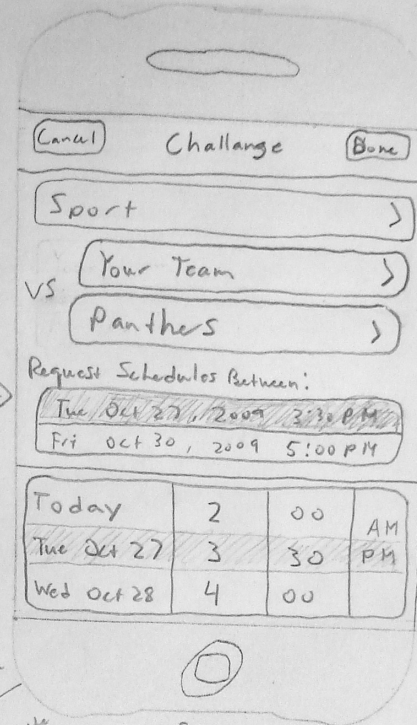 Cancel Challange Done
Sport
VS Your Team
Panthers
Request Schedules Between:
Tue Oct 27, 2009 3:30 PM
Fri Oct 30, 2009 5:00 PM
Today 2 00 AM
Tue Oct 27 3 30 PM
Wed Oct 28 4 00